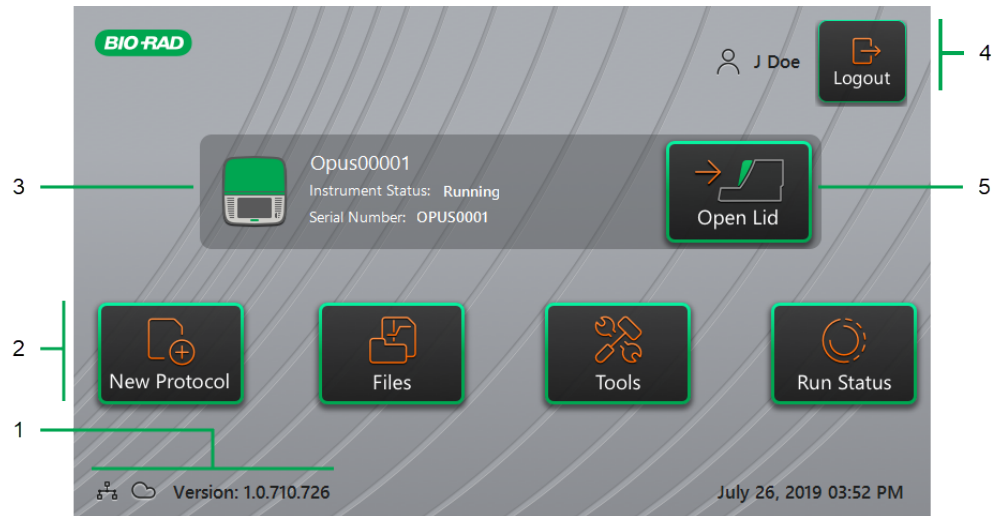 BIO-RAD
J Doe
Logout
4
3
Opus00001
Instrument Status: Running
Serial Number: OPUS0001
Open Lid
5
2
New Protocol
Files
Tools
Run Status
1
Version: 1.0.710.726
July 26, 2019 03:52 PM